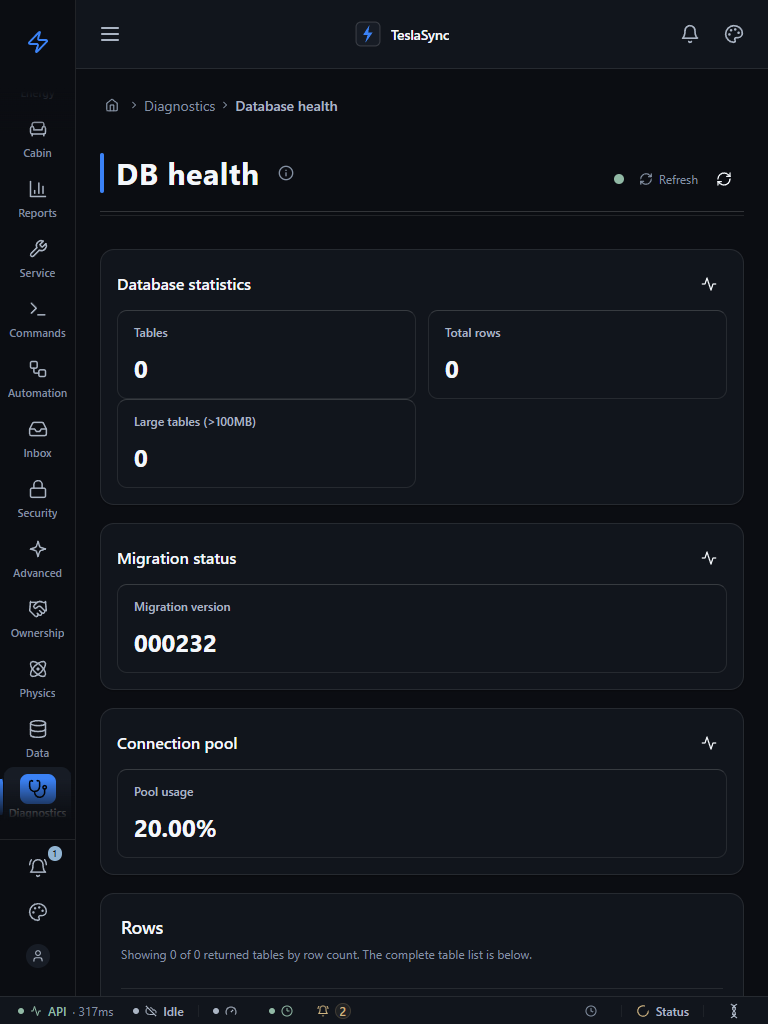 TeslaSync
Energy
Cabin
Reports
Service
Commands
Automation
Inbox
Security
Advanced
Ownership
Physics
Data
Diagnostics
1
Diagnostics > Database health
DB health
Refresh
Database statistics
Tables
0
Total rows
0
Large tables (>100MB)
0
Migration status
Migration version
000232
Connection pool
Pool usage
20.00%
Rows
Showing 0 of 0 returned tables by row count. The complete table list is below.
API · 317ms
Idle
2
Status